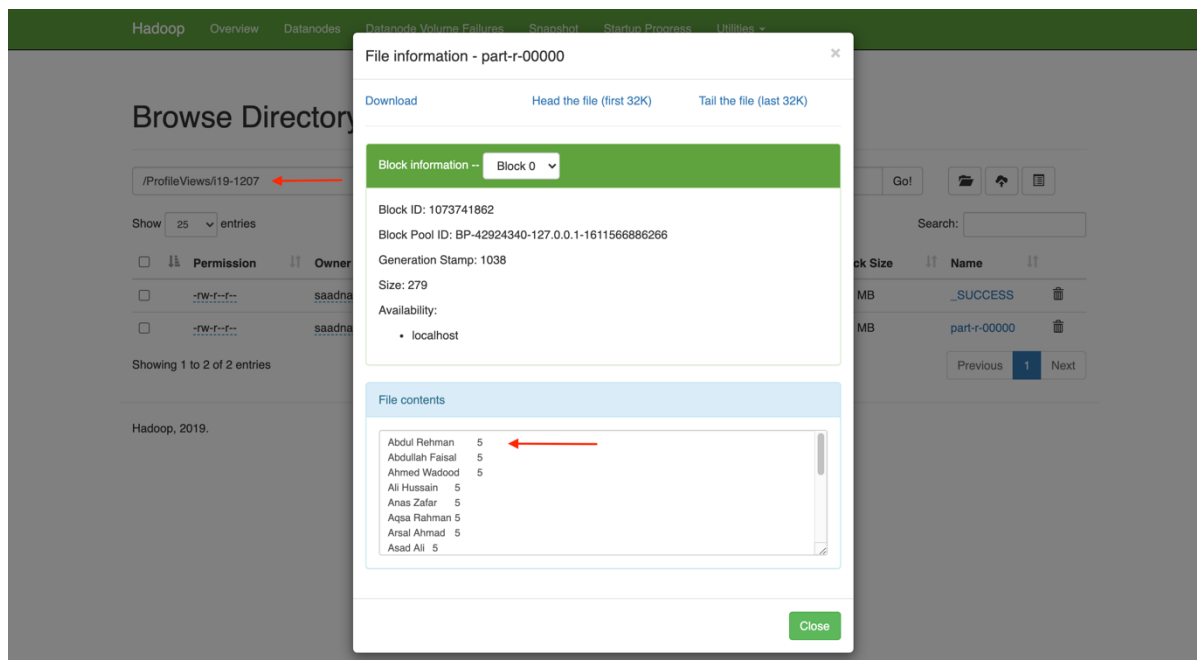 Hadoop Overview Datanodes Datanode Volume Failures Snapshot Startup Progress Utilities
File information - part-r-00000 ×
Download Head the file (first 32K) Tail the file (last 32K)
Browse Directory
Block information -- Block 0
/ProfileViews/i19-1207 Go!
Block ID: 1073741862
Block Pool ID: BP-42924340-127.0.0.1-1611566886266
Generation Stamp: 1038
Size: 279
Availability:
• localhost
Show 25 entries Search:
Permission Owner ck Size Name
-rw-r--r-- saadna MB _SUCCESS
-rw-r--r-- saadna MB part-r-00000
Showing 1 to 2 of 2 entries Previous 1 Next
File contents
Hadoop, 2019.
Abdul Rehman 5
Abdullah Faisal 5
Ahmed Wadood 5
Ali Hussain 5
Anas Zafar 5
Aqsa Rahman 5
Arsal Ahmad 5
Asad Ali 5
Close